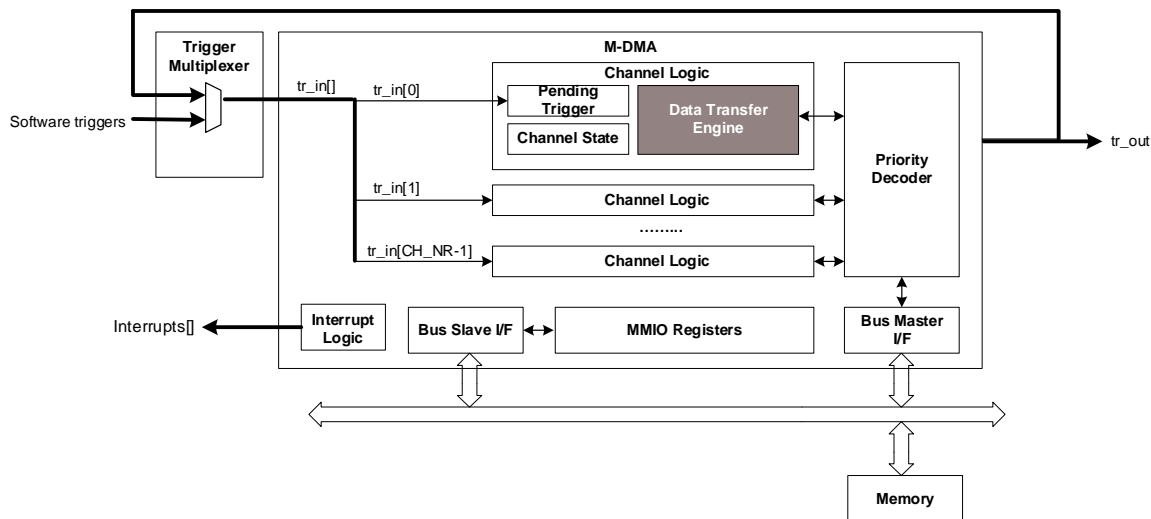 M-DMA
Trigger
Multiplexer
Software triggers
tr_in[]
tr_in[0]
Channel Logic
Pending
Trigger
Channel State
Data Transfer
Engine
Priority
Decoder
tr_out
tr_in[1]
Channel Logic
.........
tr_in[CH_NR-1]
Channel Logic
Interrupts[]
Interrupt
Logic
Bus Slave I/F
MMIO Registers
Bus Master
I/F
Memory